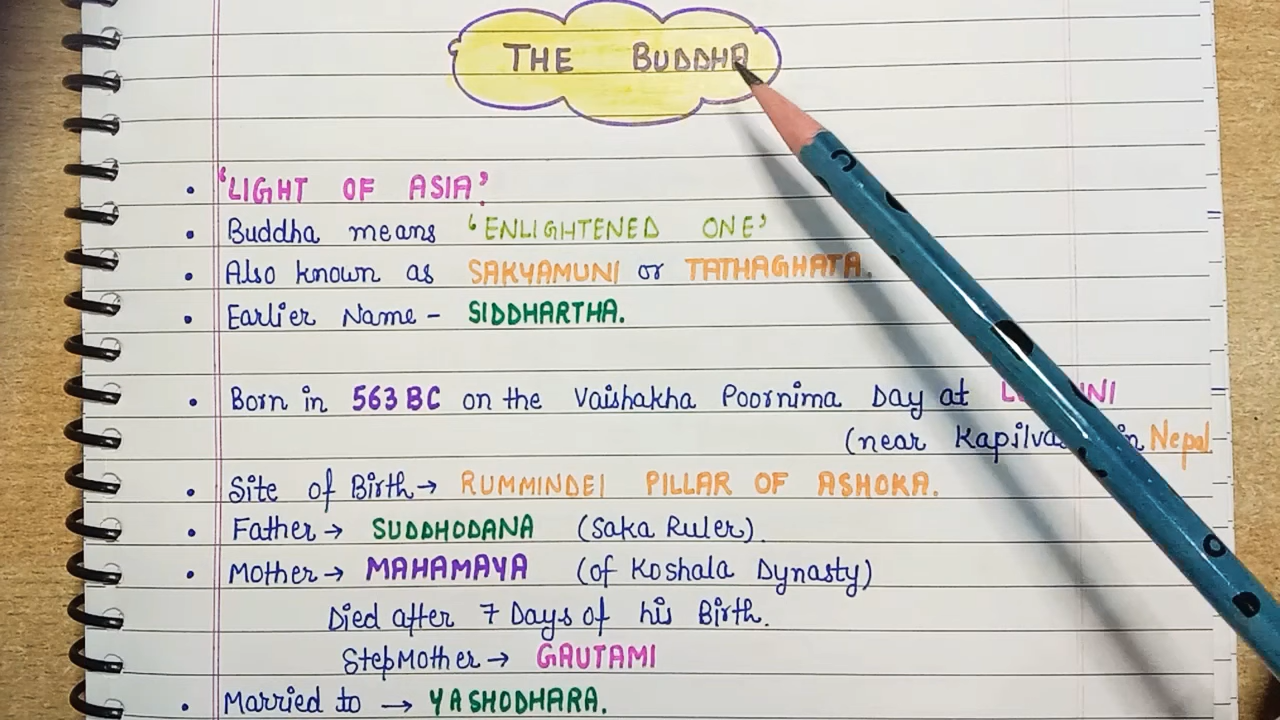 THE BUDDHA
• 'LIGHT OF ASIA'.
• Buddha means 'ENLIGHTENED ONE'
• Also known as SAKYAMUNI or TATHAGHATA.
• Earlier Name - SIDDHARTHA.
• Born in 563 BC on the Vaishakha Poornima Day at
(near in Nepal
• Site of Birth → RUMMINDEI PILLAR OF ASHOKA.
• Father → SUDDHODANA (Saka Ruler).
• Mother → MAHAMAYA (of Koshala Dynasty)
Died after 7 Days of his Birth.
StepMother → GAUTAMI
• Married to → YASHODHARA.